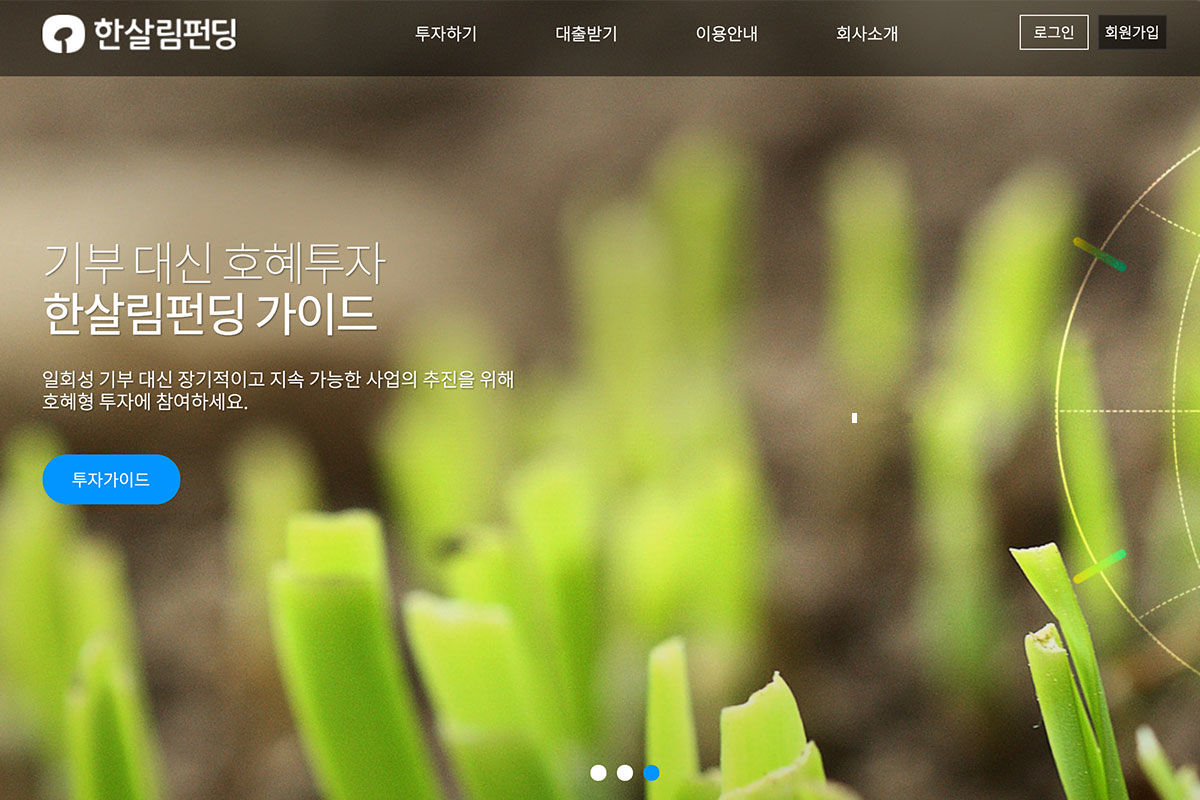 한살림펀딩
투자하기 대출받기 이용안내 회사소개 로그인 회원가입
기부 대신 호혜투자
한살림펀딩 가이드
일회성 기부 대신 장기적이고 지속 가능한 사업의 추진을 위해
호혜형 투자에 참여하세요.
투자가이드